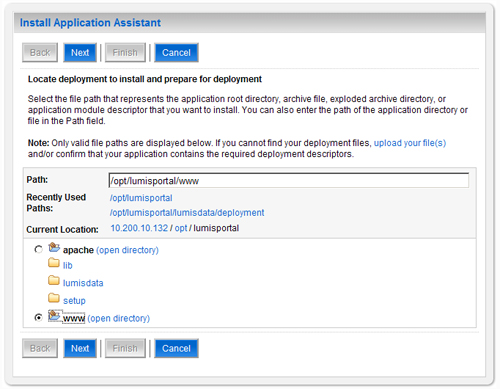 Install Application Assistant
Back Next Finish Cancel
Locate deployment to install and prepare for deployment
Select the file path that represents the application root directory, archive file, exploded archive directory, or
application module descriptor that you want to install. You can also enter the path of the application directory or
file in the Path field.
Note: Only valid file paths are displayed below. If you cannot find your deployment files, upload your file(s)
and/or confirm that your application contains the required deployment descriptors.
Path: /opt/lumisportal/www
Recently Used Paths: /opt/lumisportal
/opt/lumisportal/lumisdata/deployment
Current Location: 10.200.10.132 / opt / lumisportal
apache (open directory)
lib
lumisdata
setup
www (open directory)
Back Next Finish Cancel